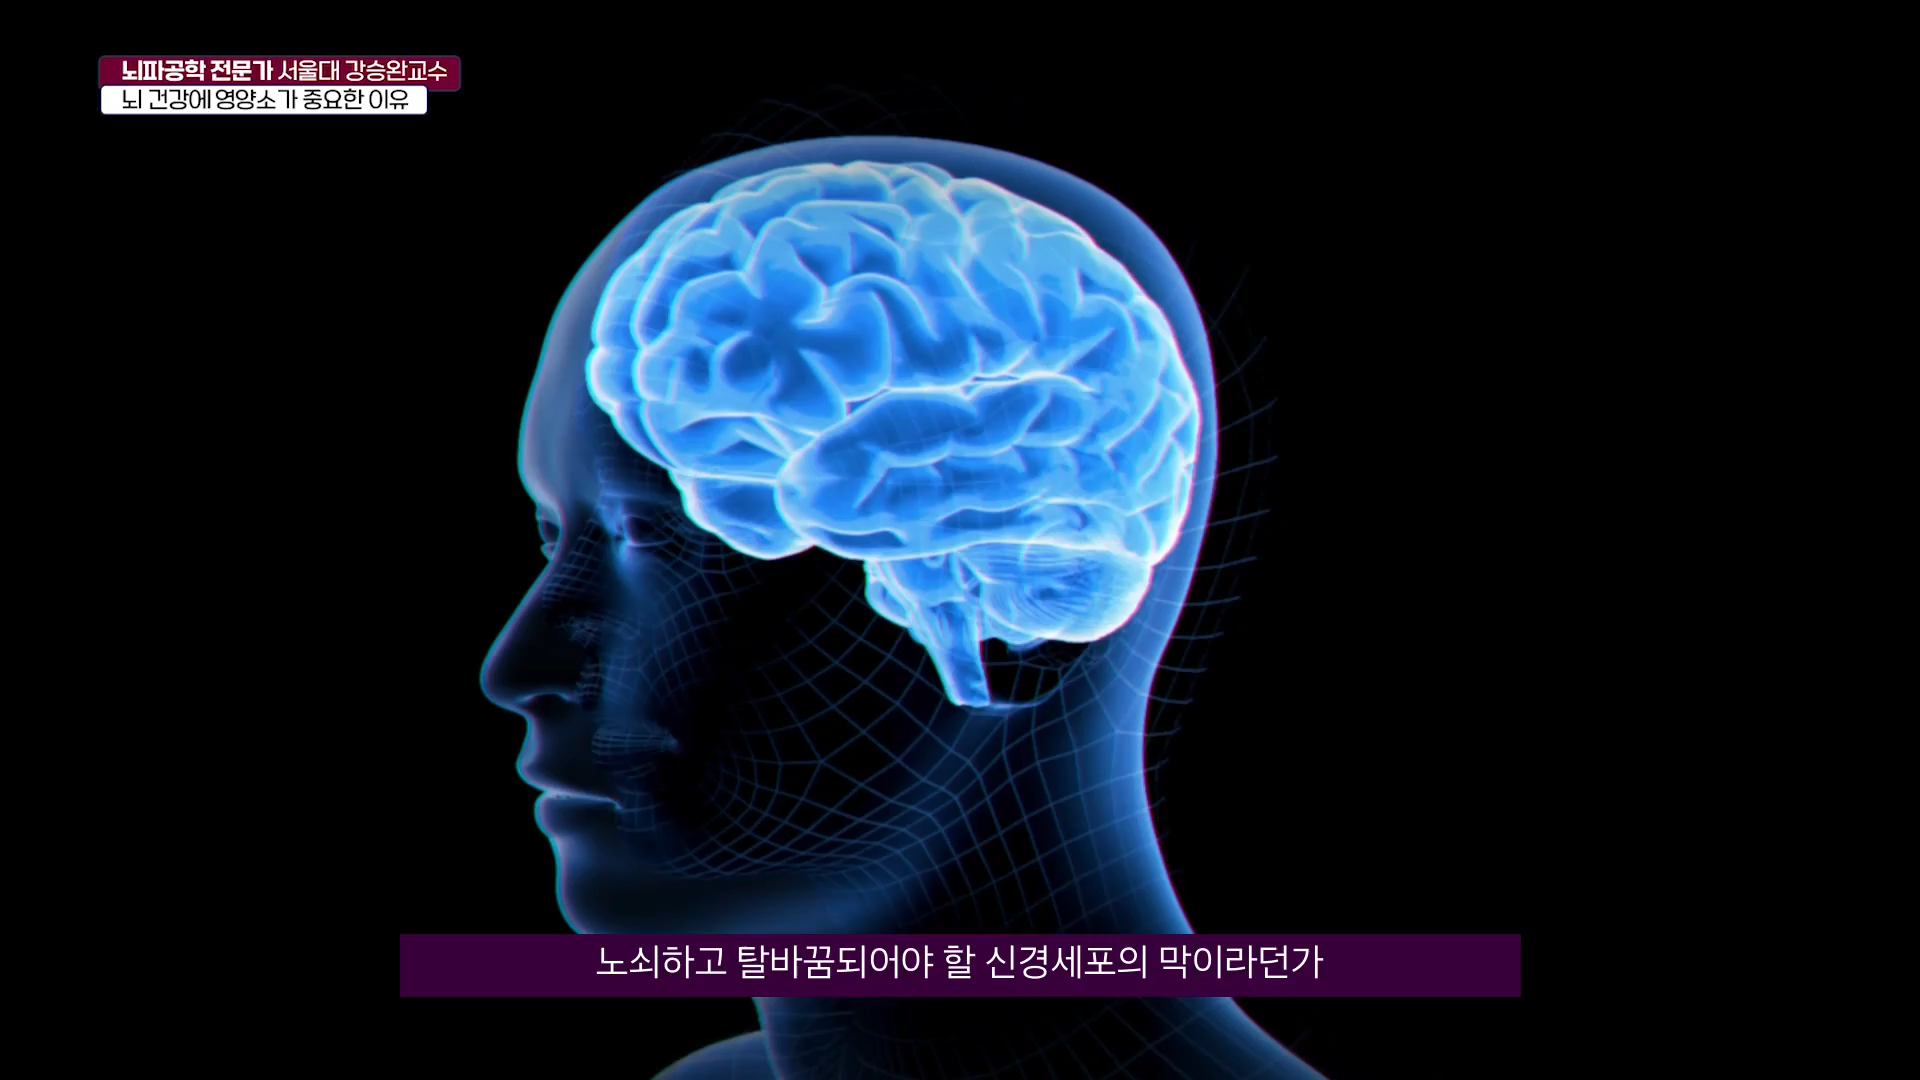 뇌파공학 전문가 서울대 강승완교수
뇌 건강에 영양소가 중요한 이유
노쇠하고 탈바꿈되어야 할 신경세포의 막이라던가